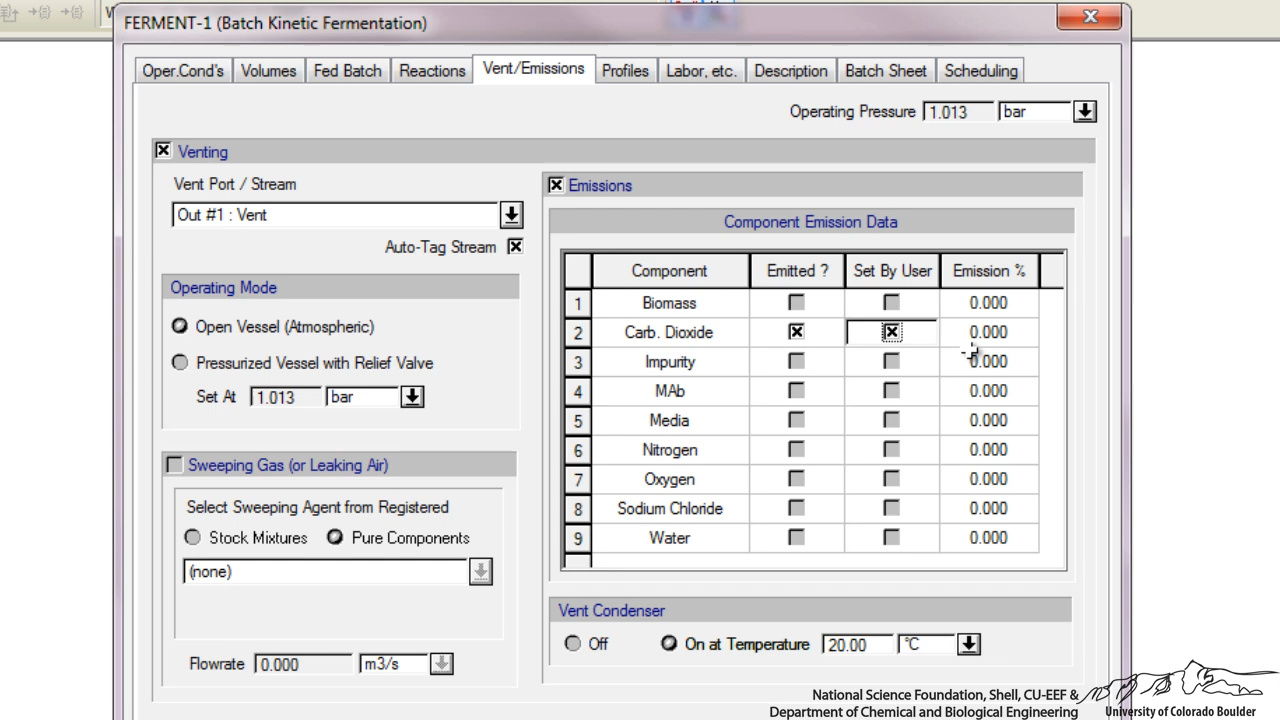 FERMENT-1 (Batch Kinetic Fermentation)
Oper.Cond's Volumes Fed Batch Reactions Vent/Emissions Profiles Labor, etc. Description Batch Sheet Scheduling
Operating Pressure 1.013 bar
Venting
Vent Port / Stream
Out #1 : Vent
Auto-Tag Stream
Operating Mode
Open Vessel (Atmospheric)
Pressurized Vessel with Relief Valve
Set At 1.013 bar
Sweeping Gas (or Leaking Air)
Select Sweeping Agent from Registered
Stock Mixtures Pure Components
(none)
Flowrate 0.000 m3/s
Emissions
Component Emission Data
Component Emitted ? Set By User Emission %
1 Biomass 0.000
2 Carb. Dioxide 0.000
3 Impurity 0.000
4 MAb 0.000
5 Media 0.000
6 Nitrogen 0.000
7 Oxygen 0.000
8 Sodium Chloride 0.000
9 Water 0.000
Vent Condenser
Off On at Temperature 20.00 °C
National Science Foundation, Shell, CU-EEF &
Department of Chemical and Biological Engineering
University of Colorado Boulder